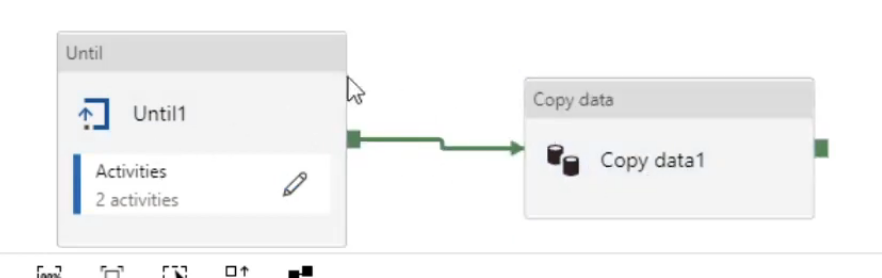 Until
Until1
Activities
2 activities
Copy data
Copy data1